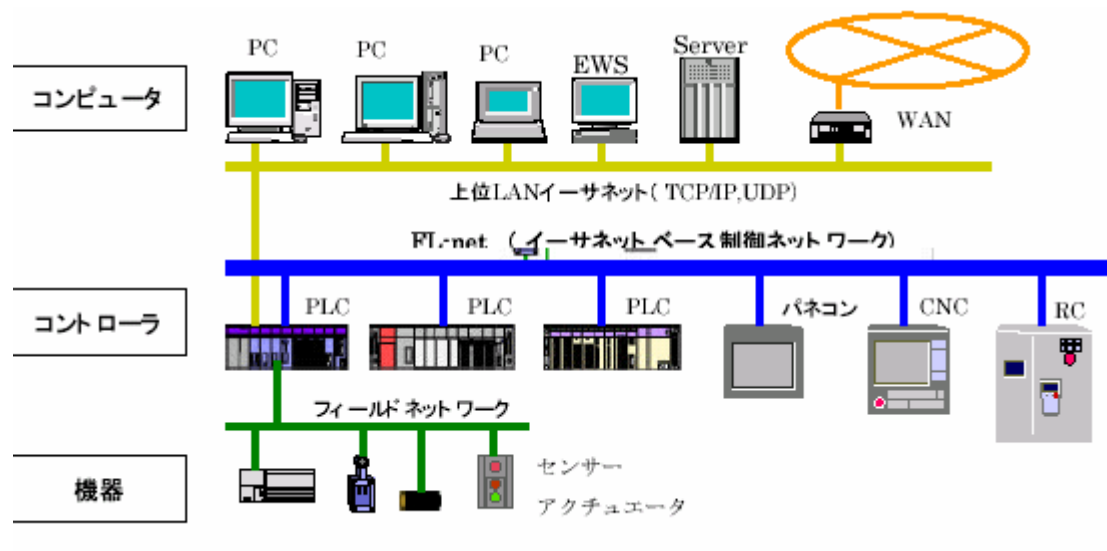 PC PC PC EWS Server
コンピュータ
WAN
上位LANイーサネット( TCP/IP,UDP)
FL-net （イーサネットベース制御ネットワーク）
コントローラ
PLC PLC PLC パネコン CNC RC
フィールドネットワーク
機器
センサー
アクチュエータ